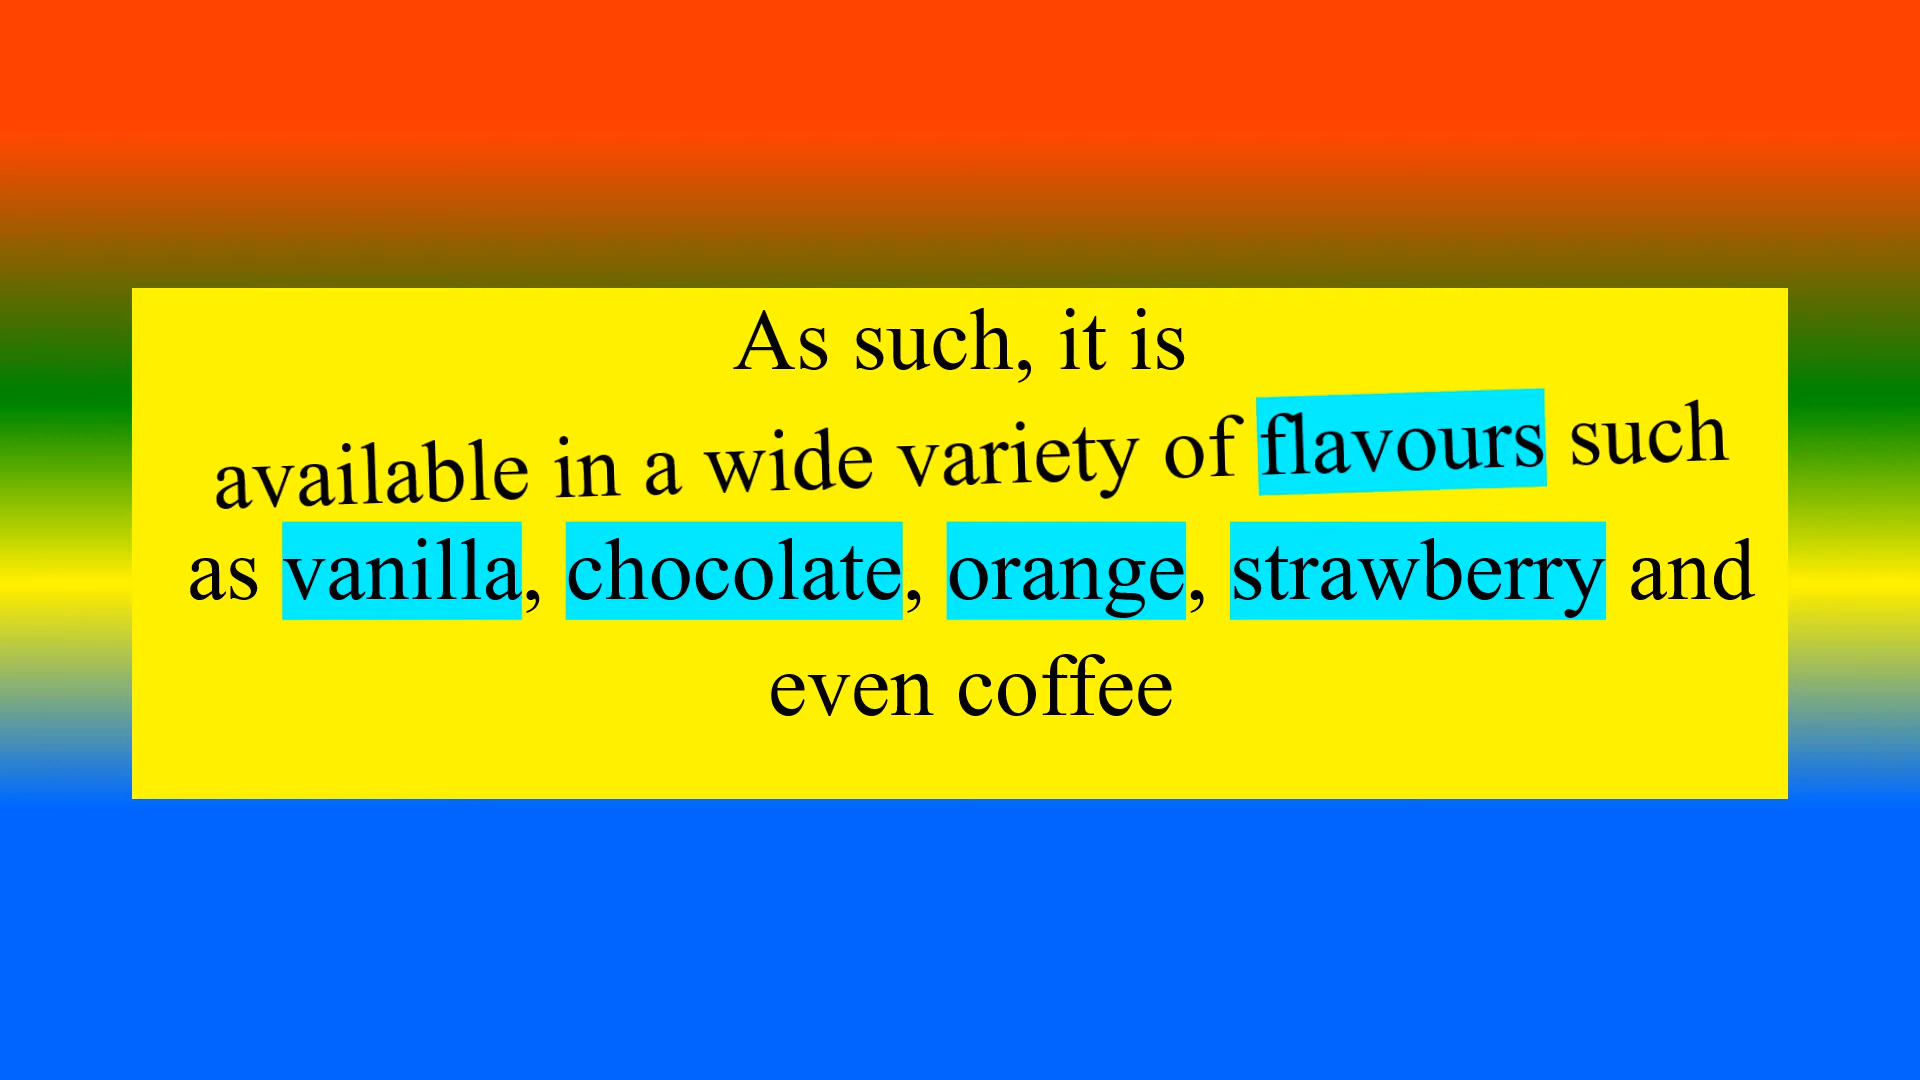 As such, it is
available in a wide variety of flavours such
as vanilla, chocolate, orange, strawberry and
even coffee